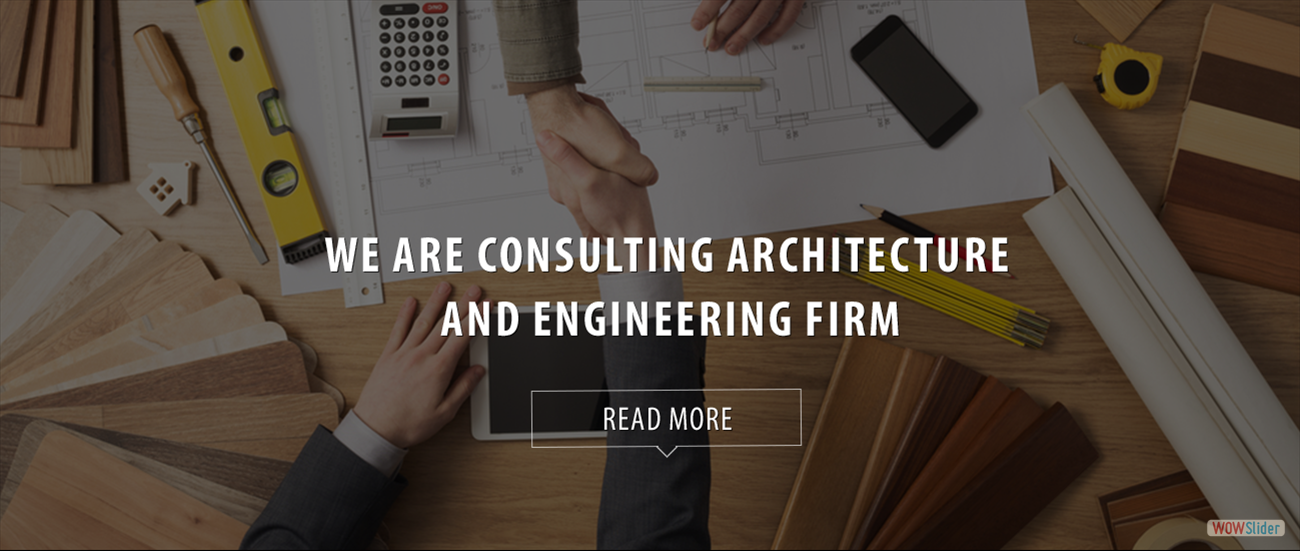 WE ARE CONSULTING ARCHITECTURE
AND ENGINEERING FIRM
READ MORE
WOWSlider